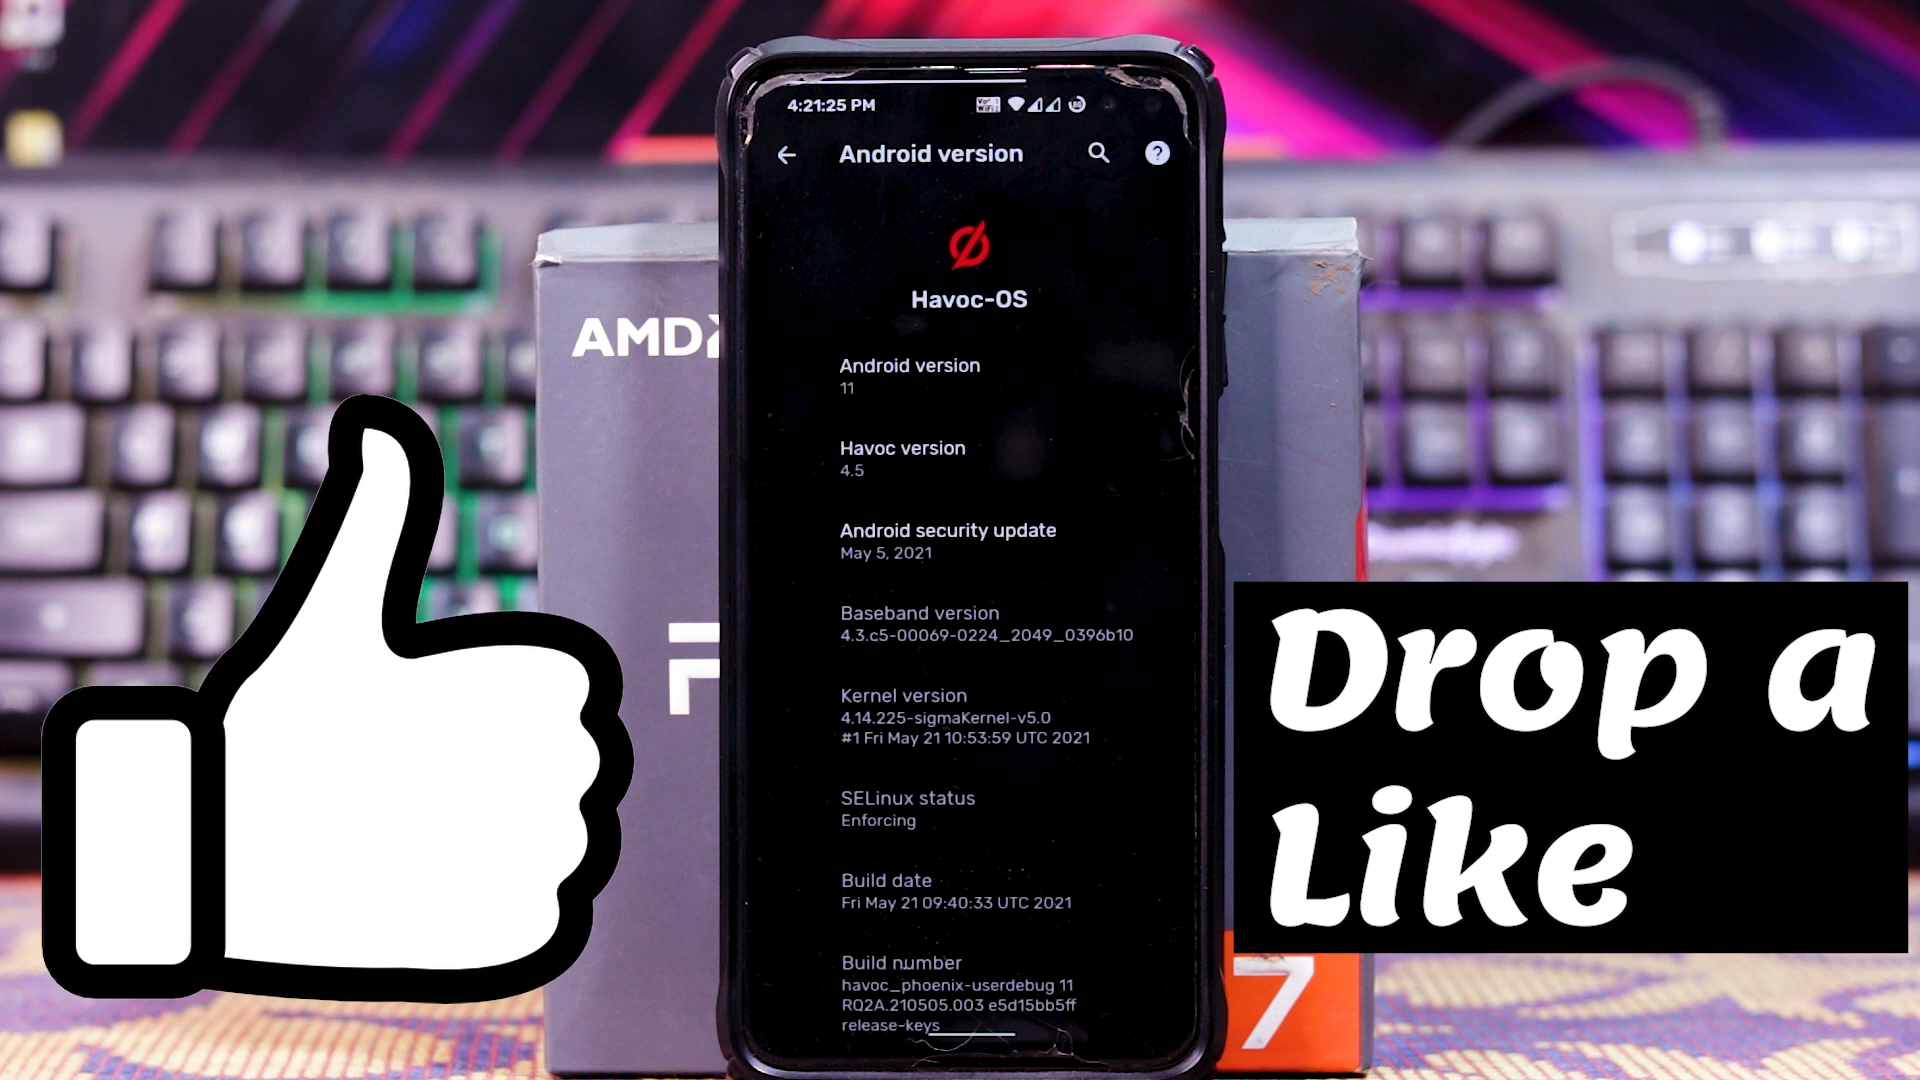 4:21:25 PM
Android version
Havoc-OS
Android version
11
Havoc version
4.5
Android security update
May 5, 2021
Baseband version
4.3.c5-00069-0224_2049_0396b10
Kernel version
4.14.225-sigmaKernel-v5.0
#1 Fri May 21 10:53:59 UTC 2021
SELinux status
Enforcing
Build date
Fri May 21 09:40:33 UTC 2021
Build number
havoc_phoenix-userdebug 11
RQ2A.210505.003 e5d15bb5ff
release-keys
AMD
7
Drop a
Like